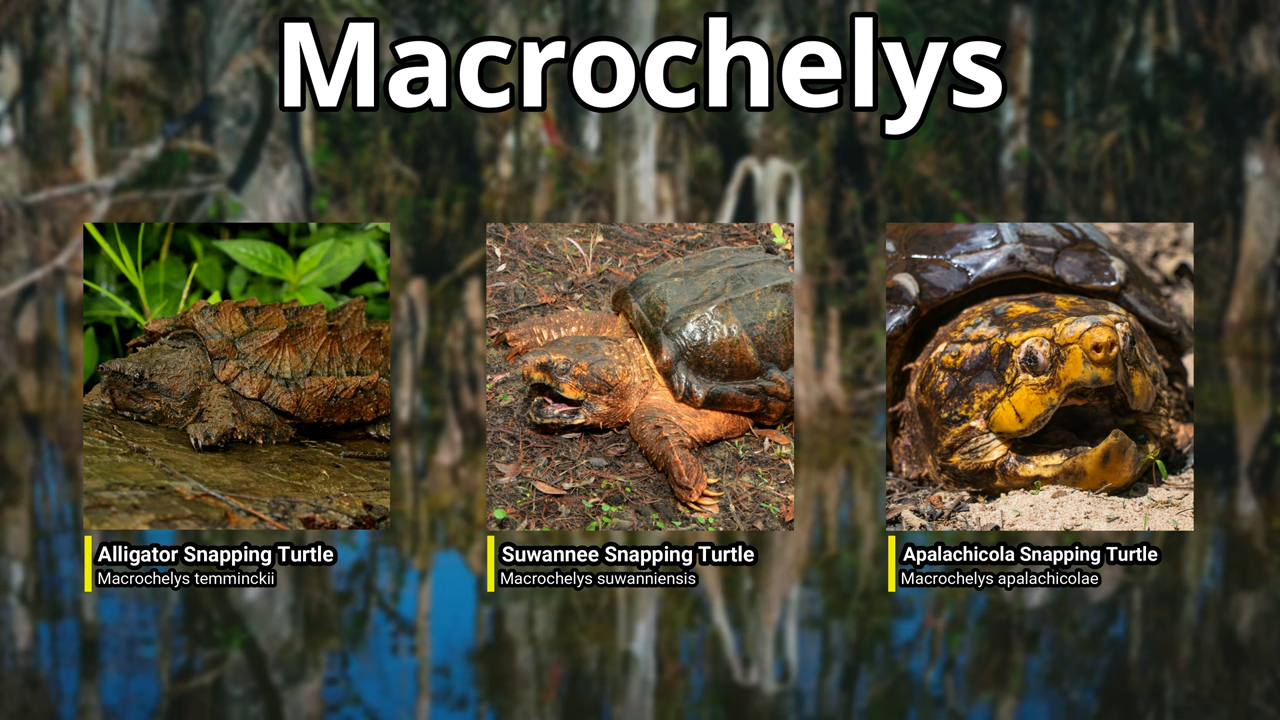 Macrochelys
Alligator Snapping Turtle
Macrochelys temminckii
Suwannee Snapping Turtle
Macrochelys suwanniensis
Apalachicola Snapping Turtle
Macrochelys apalachicolae